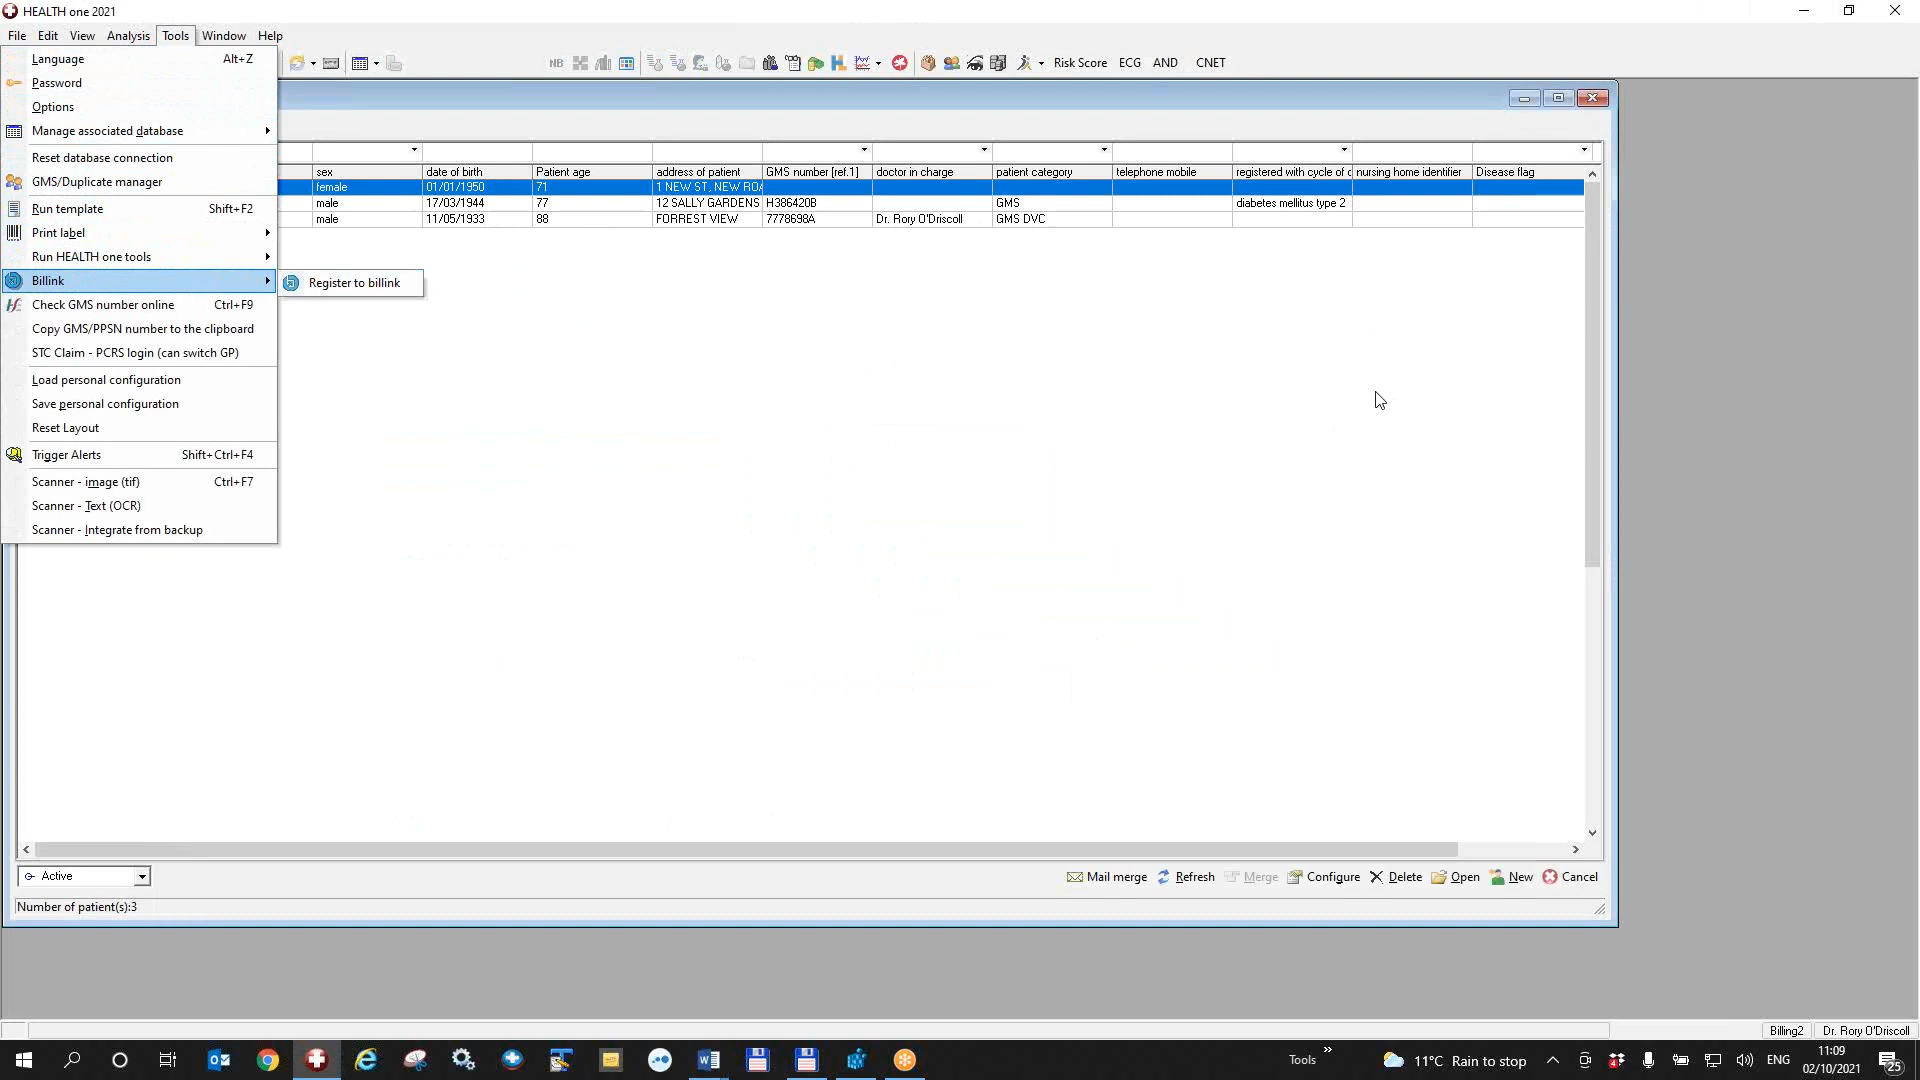 HEALTH one 2021
File Edit View Analysis Tools Window Help
Language Alt+Z
Password
Options
Manage associated database
Reset database connection
GMS/Duplicate manager
Run template Shift+F2
Print label
Run HEALTH one tools
Billink
Register to billink
Check GMS number online Ctrl+F9
Copy GMS/PPSN number to the clipboard
STC Claim - PCRS login (can switch GP)
Load personal configuration
Save personal configuration
Reset Layout
Trigger Alerts Shift+Ctrl+F4
Scanner - image (tif) Ctrl+F7
Scanner - Text (OCR)
Scanner - Integrate from backup
NB Risk Score ECG AND CNET
sex date of birth Patient age address of patient GMS number [ref.1] doctor in charge patient category telephone mobile registered with cycle of c nursing home identifier Disease flag
female 01/01/1950 71 1 NEW ST, NEW ROA
male 17/03/1944 77 12 SALLY GARDENS H386420B GMS diabetes mellitus type 2
male 11/05/1933 88 FORREST VIEW 7778698A Dr. Rory O'Driscoll GMS DVC
Active
Mail merge Refresh Merge Configure Delete Open New Cancel
Number of patient(s):3
Billing2 Dr. Rory O'Driscoll
Tools 11°C Rain to stop ENG 11:09
02/10/2021 25